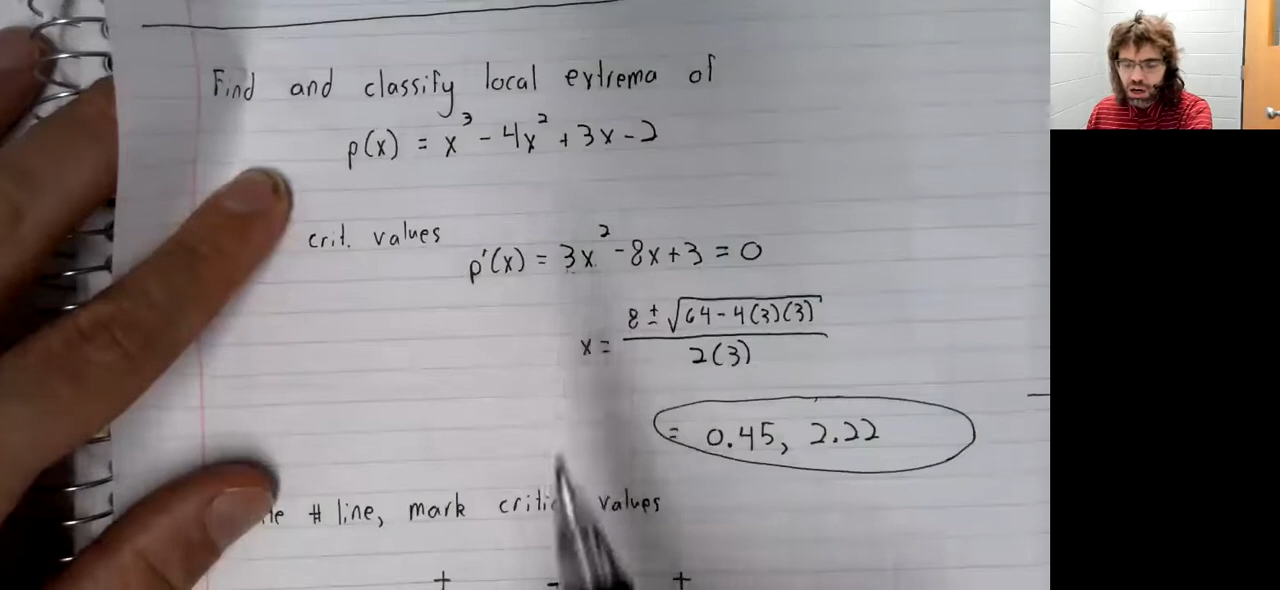 Find and classify local extrema of
p(x) = x³ - 4x² + 3x - 2
crit. values
p'(x) = 3x² - 8x + 3 = 0
x = (8 ± √(64 - 4(3)(3))) / 2(3)
= 0.45, 2.22
# line, mark values
+ - +